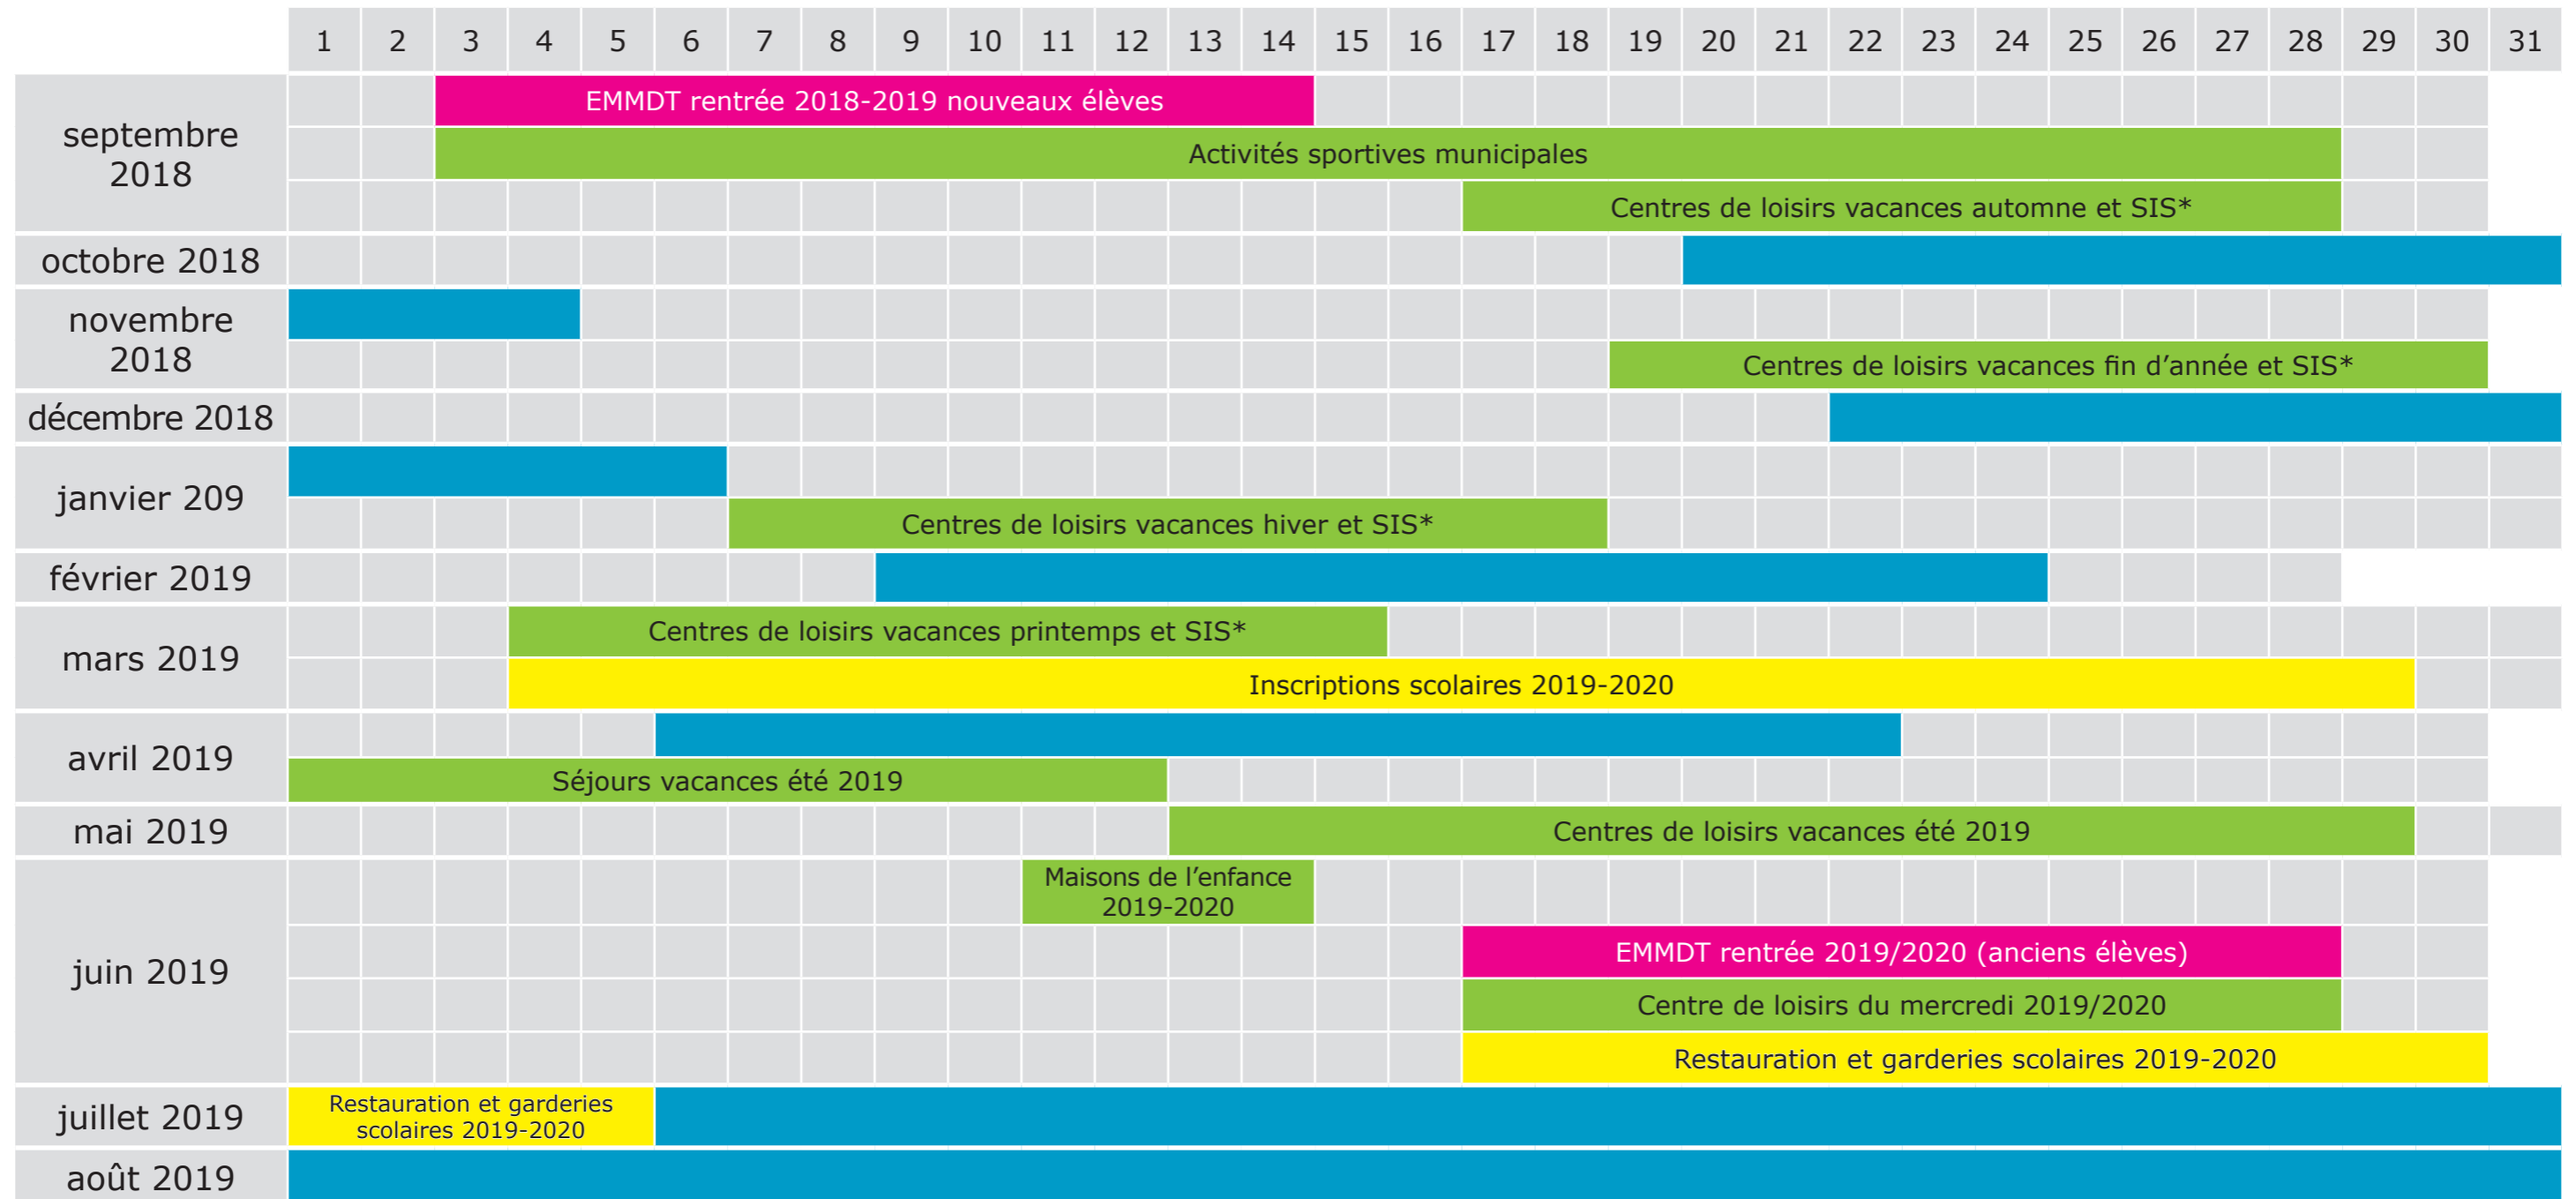 1 2 3 4 5 6 7 8 9 10 11 12 13 14 15 16 17 18 19 20 21 22 23 24 25 26 27 28 29 30 31
septembre
2018
EMMDT rentrée 2018-2019 nouveaux élèves
Activités sportives municipales
Centres de loisirs vacances automne et SIS*
octobre 2018
novembre
2018
Centres de loisirs vacances fin d’année et SIS*
décembre 2018
janvier 209
Centres de loisirs vacances hiver et SIS*
février 2019
mars 2019
Centres de loisirs vacances printemps et SIS*
Inscriptions scolaires 2019-2020
avril 2019
Séjours vacances été 2019
mai 2019
Centres de loisirs vacances été 2019
juin 2019
Maisons de l’enfance
2019-2020
EMMDT rentrée 2019/2020 (anciens élèves)
Centre de loisirs du mercredi 2019/2020
Restauration et garderies scolaires 2019-2020
juillet 2019
Restauration et garderies
scolaires 2019-2020
août 2019